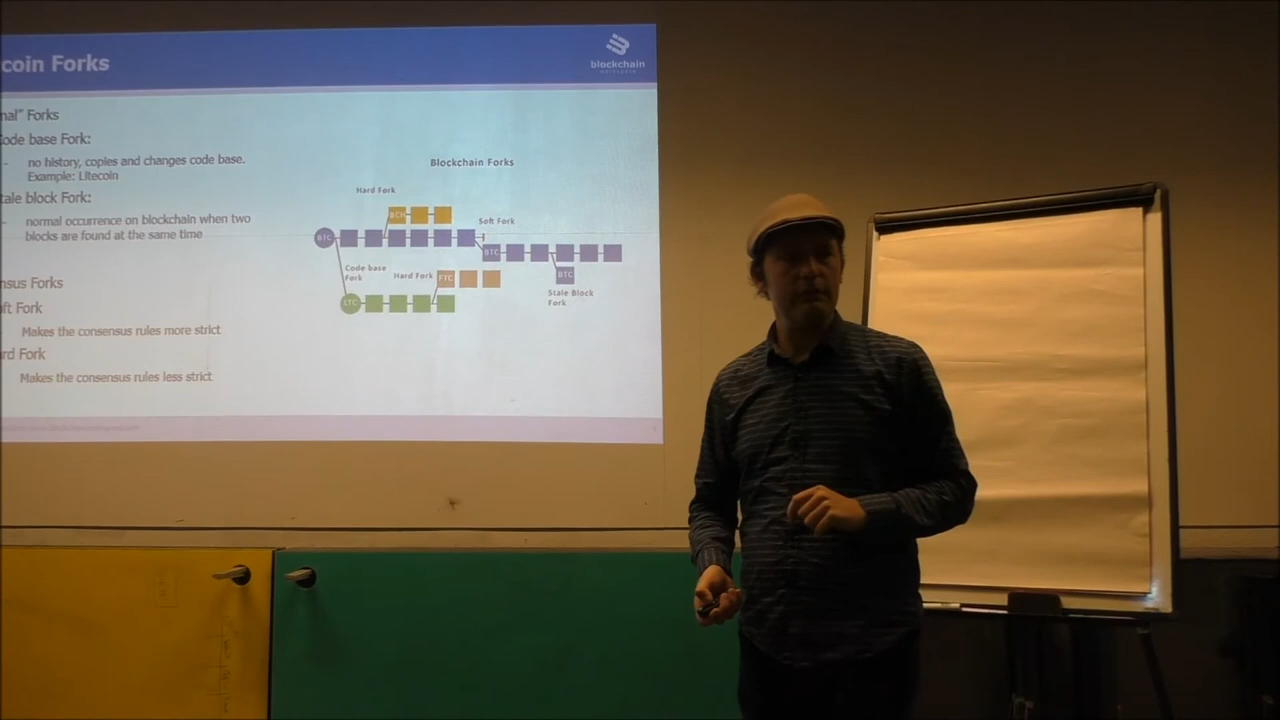 coin Forks
blockchain
nal" Forks
ode base Fork:
- no history, copies and changes code base.
Example: Litecoin
tale block Fork:
- normal occurrence on blockchain when two
blocks are found at the same time
nsus Forks
oft Fork
- Makes the consensus rules more strict
rd Fork
Makes the consensus rules less strict
Blockchain Forks
Hard Fork
BCH
Soft Fork
BTC
BTC
Code base
Fork
Hard Fork
FTC
BTC
LTC
Stale Block
Fork